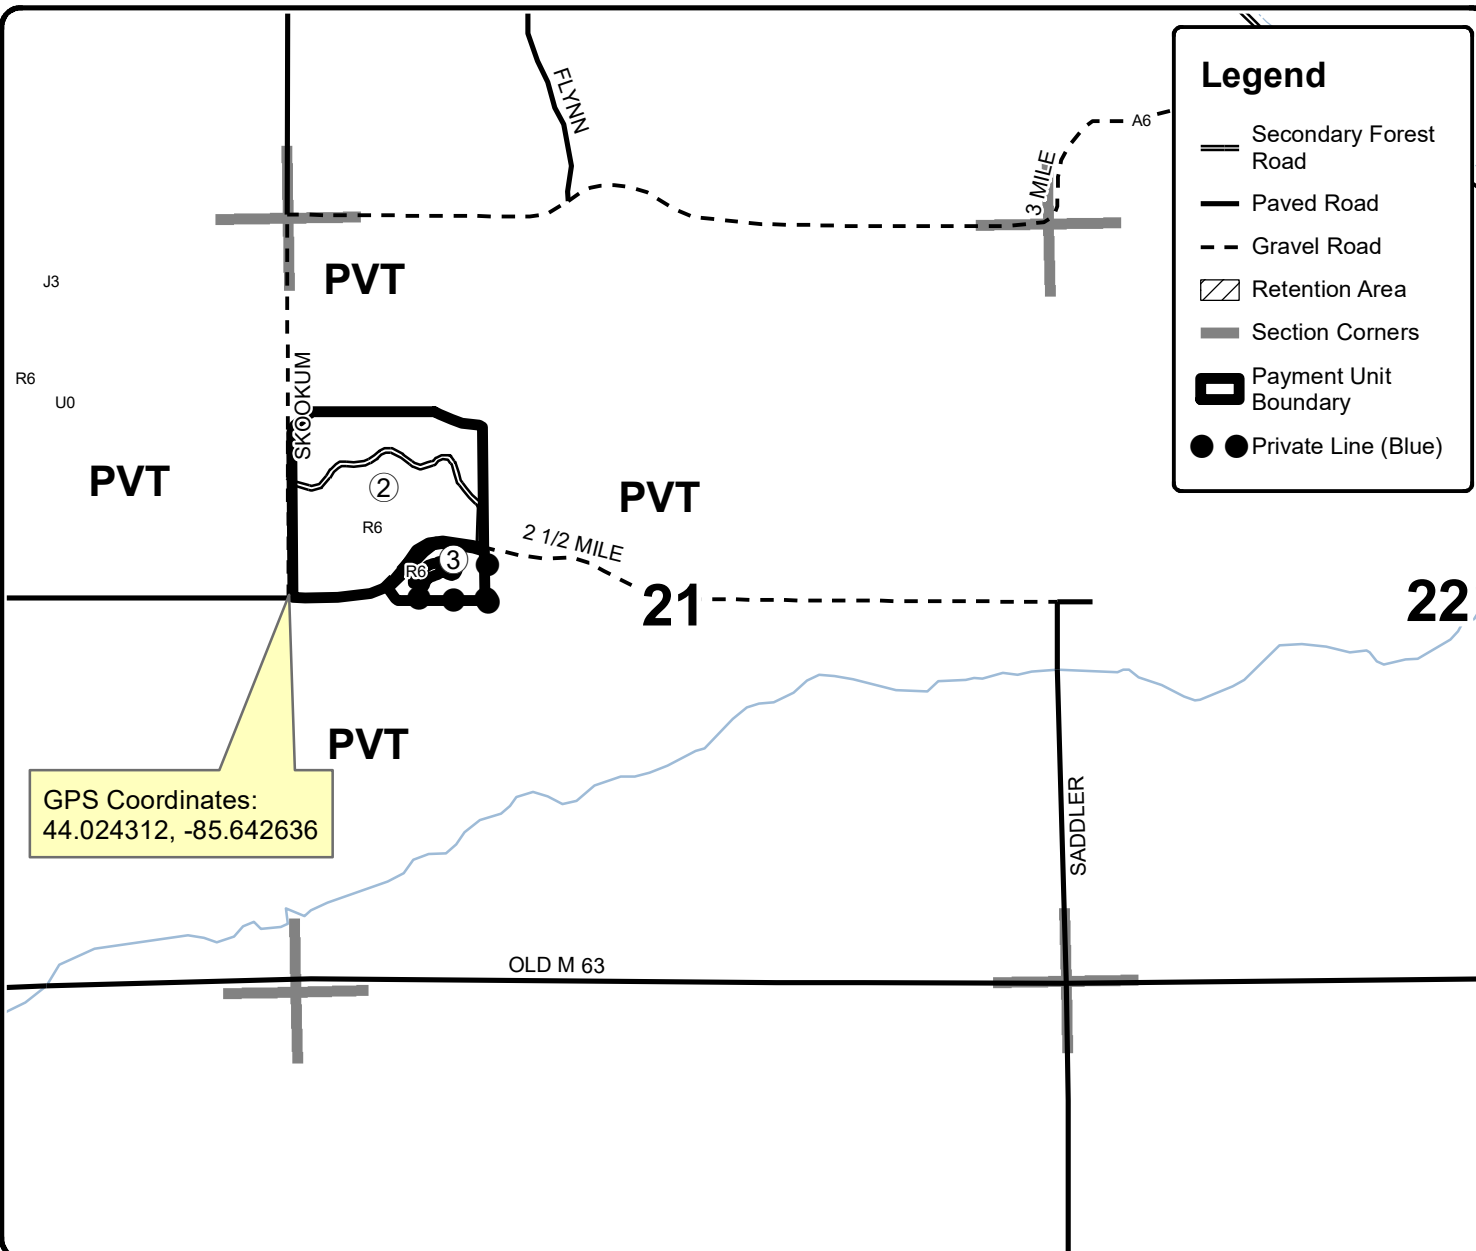 FLYNN
Legend
Secondary Forest
Road
Paved Road
Gravel Road
Retention Area
Section Corners
Payment Unit
Boundary
Private Line (Blue)
A6
3 MILE
PVT
J3
R6
U0
SKOOKUM
PVT
2
R6
PVT
2 1/2 MILE
3
R6
21
22
PVT
GPS Coordinates:
44.024312, -85.642636
SADDLER
OLD M 63